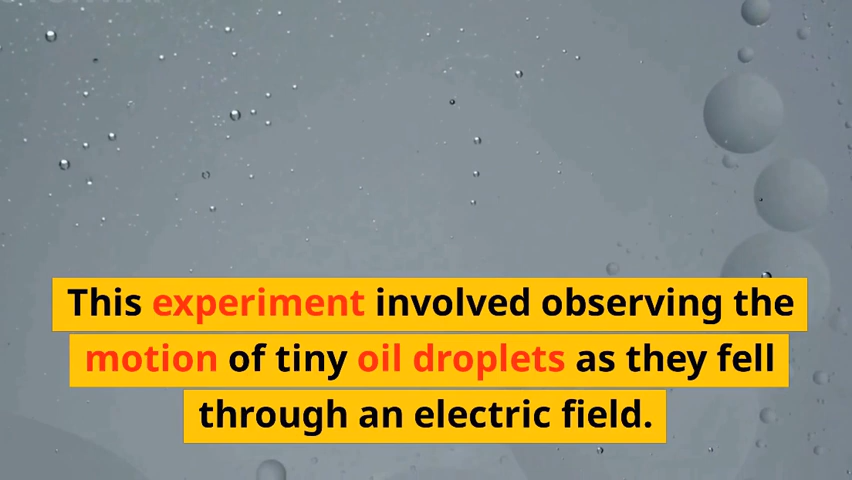 This experiment involved observing the
motion of tiny oil droplets as they fell
through an electric field.